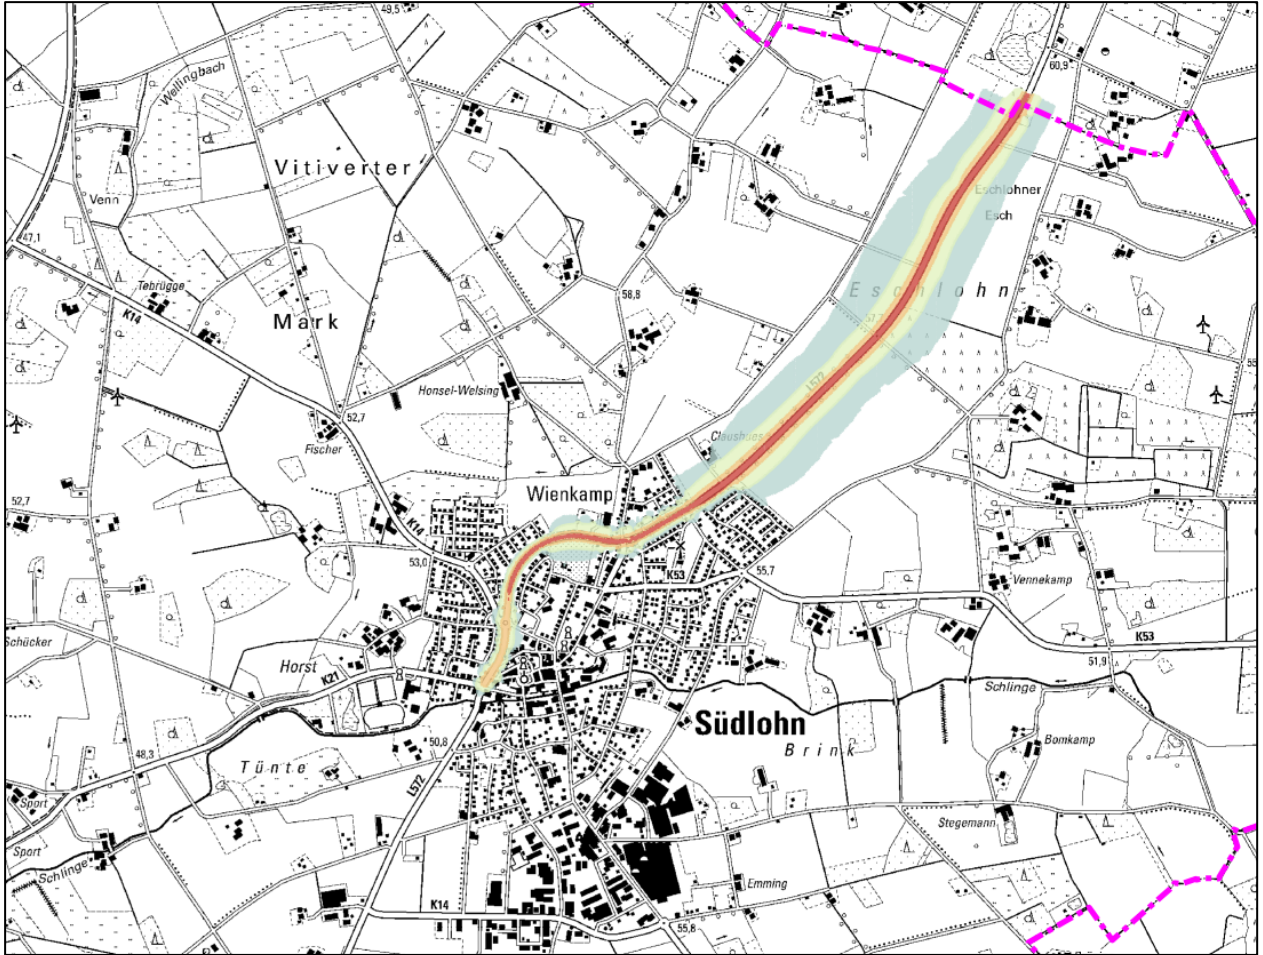 49,5
60,9
Wellingbach
Vitiverter
Venn
Eschlohner
Esch
47,1
Tebrügge
K14
Mark
58,8
Eschlohn
57,7
L572
Honsel-Welsing
52,7
Fischer
Claushues
Wienkamp
52,7
K14
53,0
K53
55,7
Vennekamp
Schücker
K53
51,9
Horst
K21
Schlinge
Südlohn
Brink
50,8
48,3
Tünte
Bomkamp
L572
Sport
Stegemann
Sport
Schlinge
Emming
K14
55,8
55